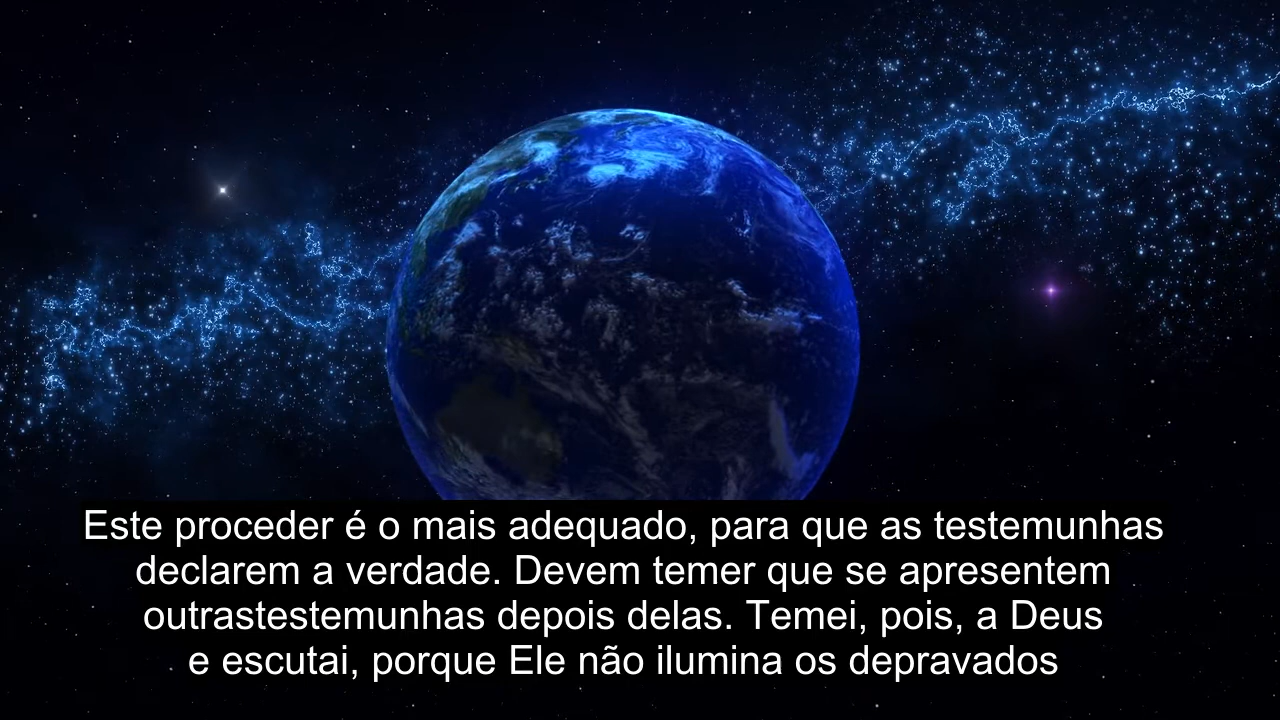 Este proceder é o mais adequado, para que as testemunhas
declarem a verdade. Devem temer que se apresentem
outrastestemunhas depois delas. Temei, pois, a Deus
e escutai, porque Ele não ilumina os depravados